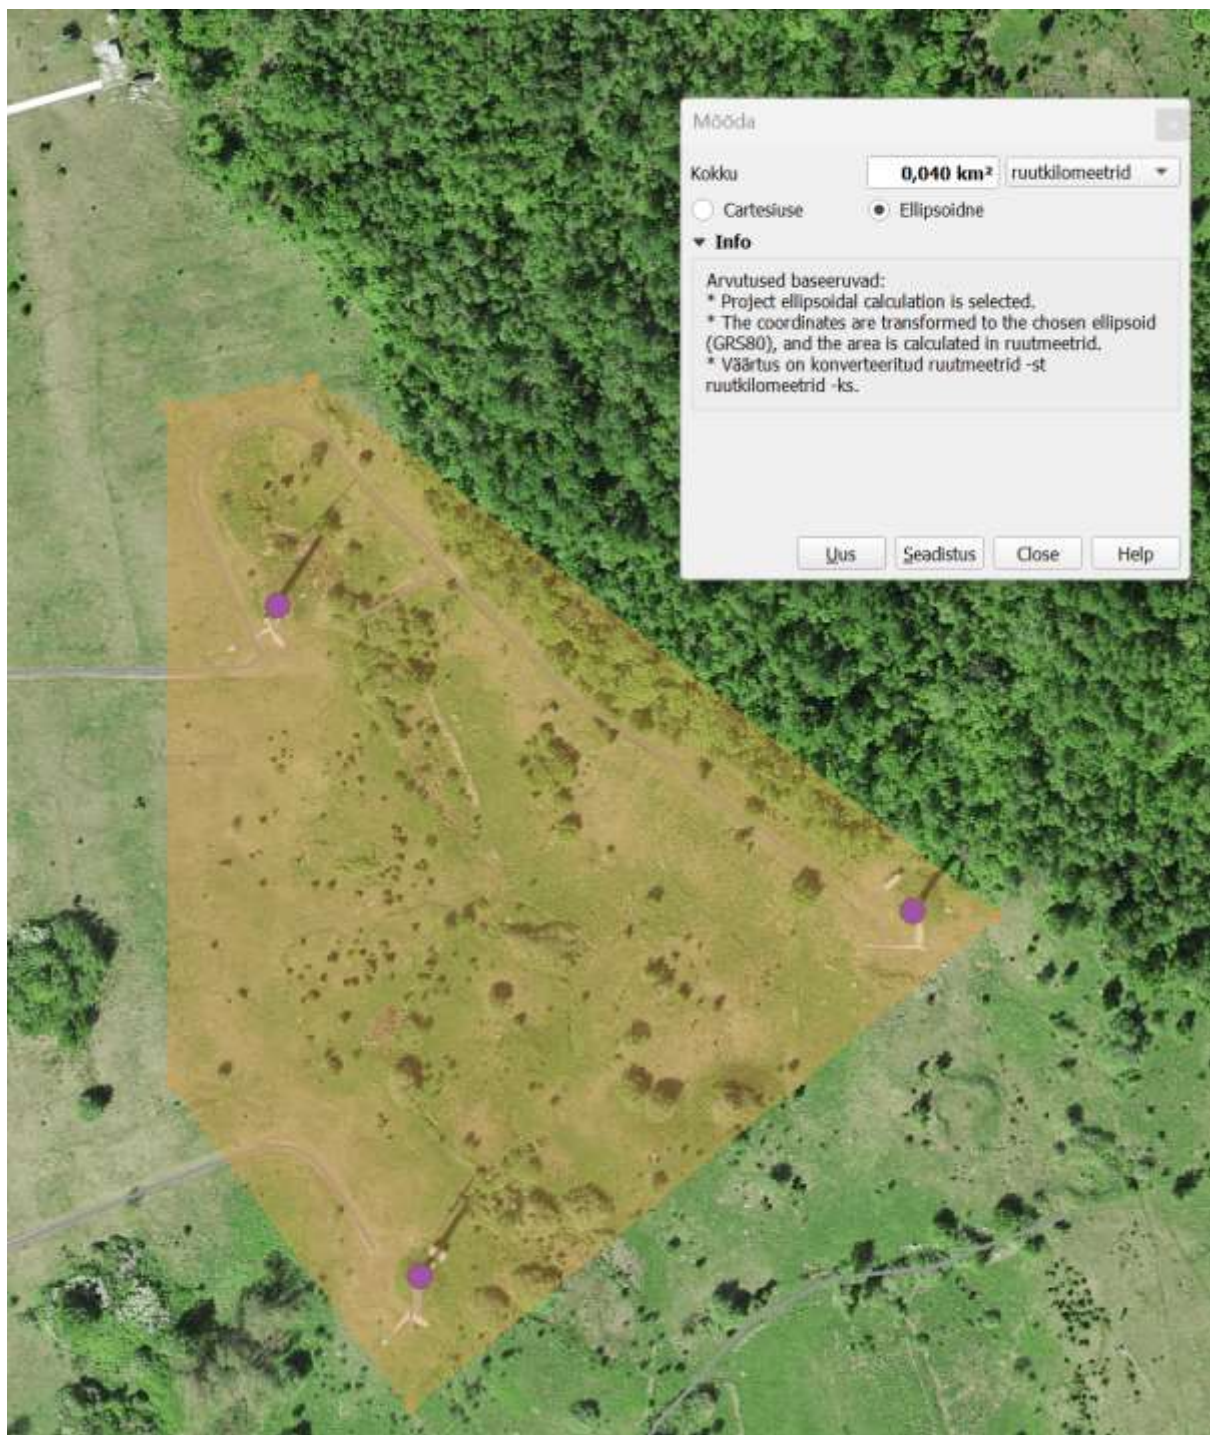 Mõõda
Kokku 0,040 km² ruutkilomeetrid
Cartesiuse Ellipsoidne
Info
Arvutused baseeruvad:
* Project ellipsoidal calculation is selected.
* The coordinates are transformed to the chosen ellipsoid
(GRS80), and the area is calculated in ruutmeetrid.
* Väärtus on konverteeritud ruutmeetrid -st
ruutkilomeetrid -ks.
Uus Seadistus Close Help